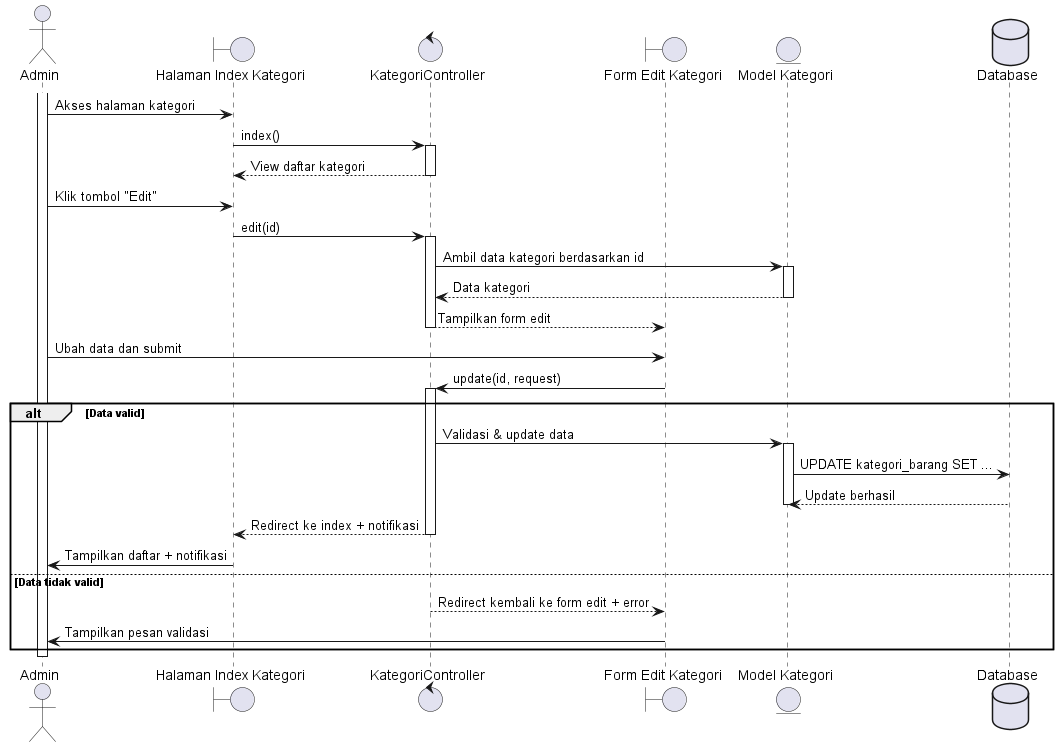 Admin
Halaman Index Kategori
KategoriController
Form Edit Kategori
Model Kategori
Database
Akses halaman kategori
index()
View daftar kategori
Klik tombol "Edit"
edit(id)
Ambil data kategori berdasarkan id
Data kategori
Tampilkan form edit
Ubah data dan submit
update(id, request)
alt
[Data valid]
Validasi & update data
UPDATE kategori_barang SET ...
Update berhasil
Redirect ke index + notifikasi
Tampilkan daftar + notifikasi
[Data tidak valid]
Redirect kembali ke form edit + error
Tampilkan pesan validasi
Admin
Halaman Index Kategori
KategoriController
Form Edit Kategori
Model Kategori
Database